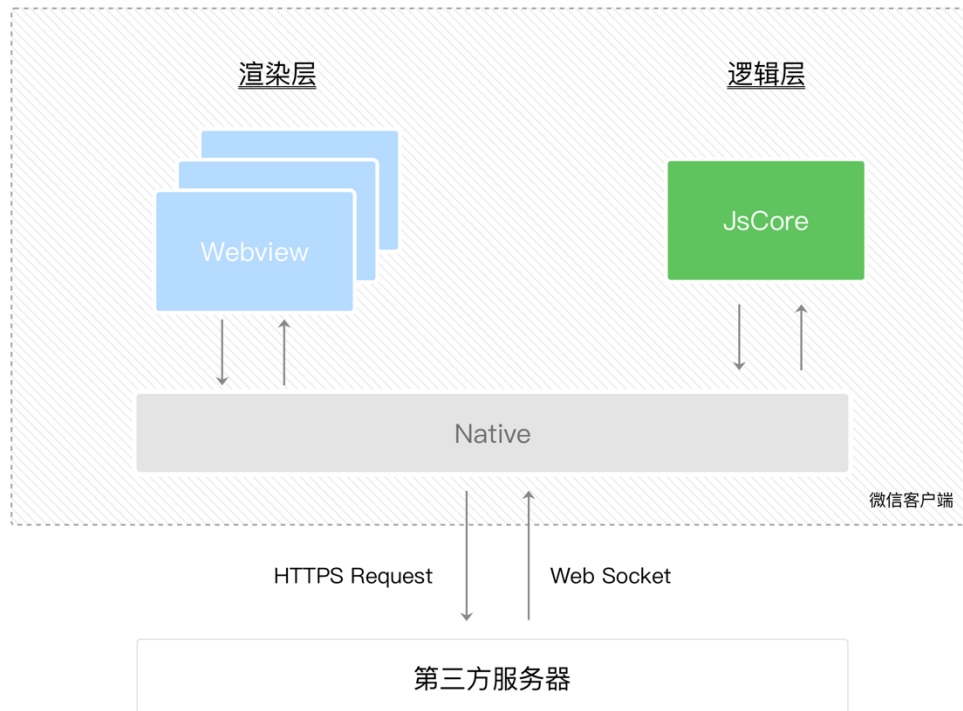 渲染层
逻辑层
Webview
JsCore
Native
微信客户端
HTTPS Request
Web Socket
第三方服务器